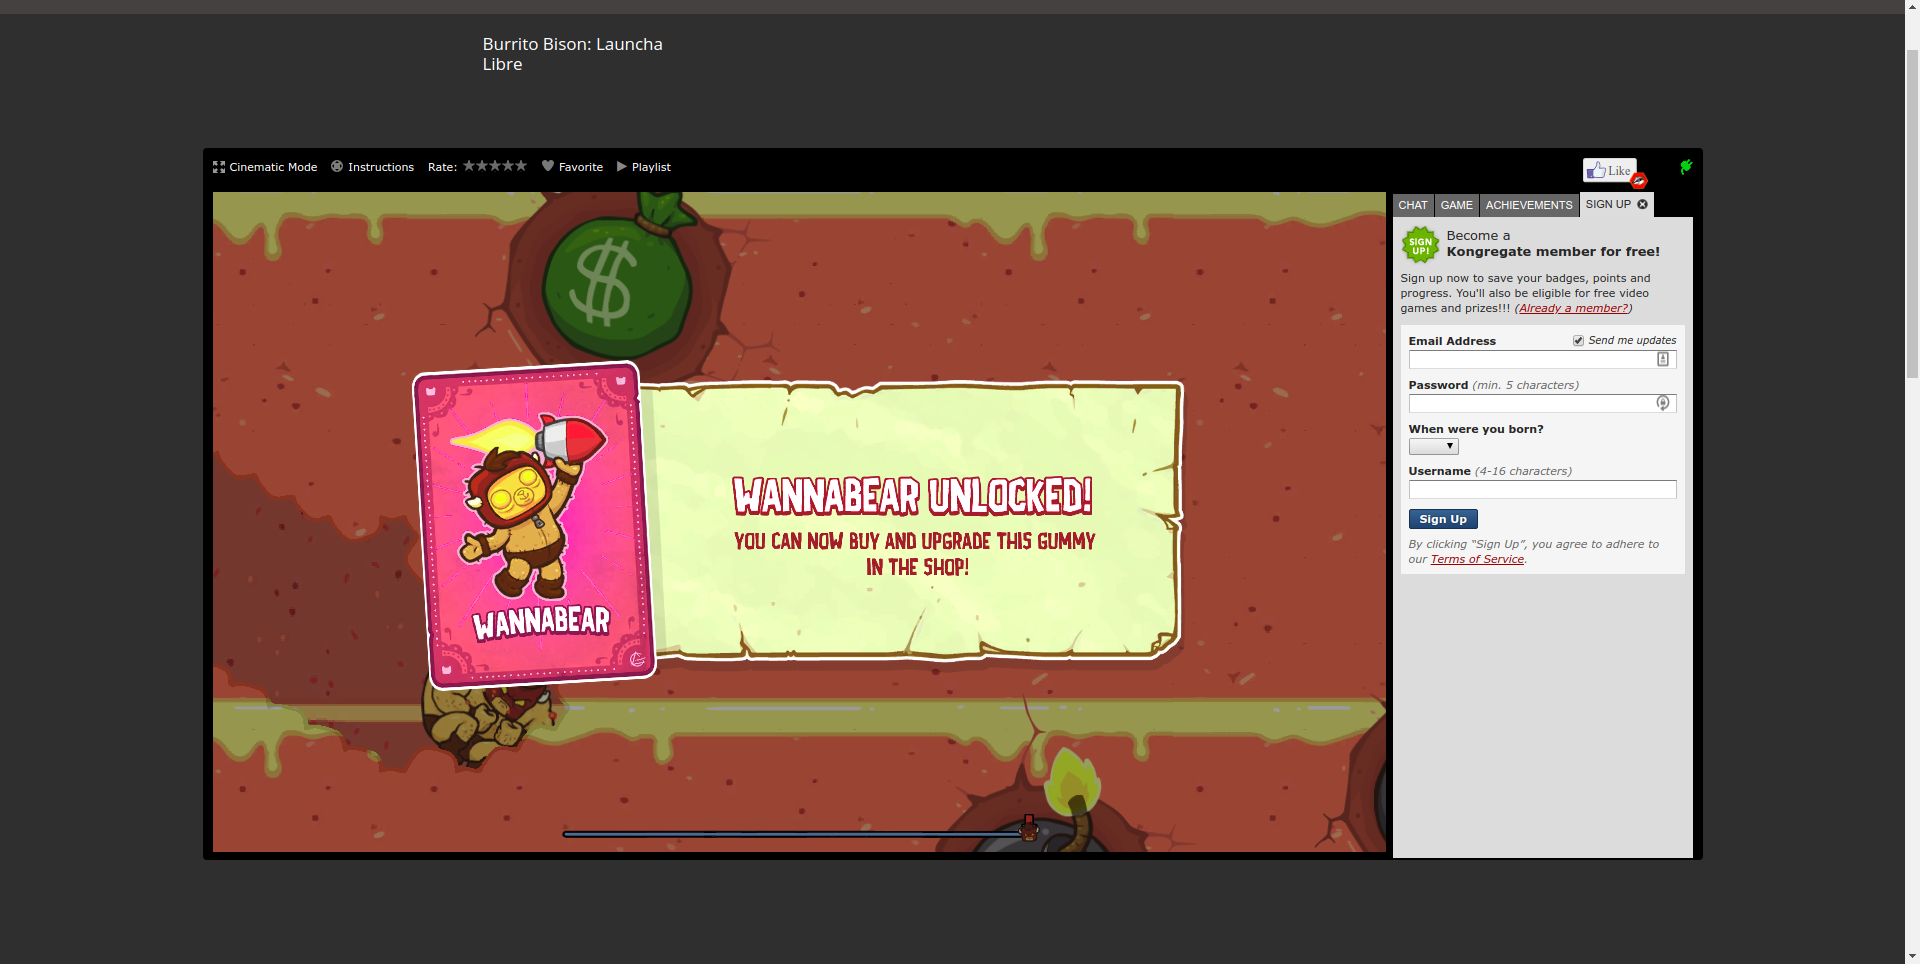 Burrito Bison: Launcha
Libre
Cinematic Mode
Instructions
Rate:
Favorite
Playlist
Like
CHAT
GAME
ACHIEVEMENTS
SIGN UP
SIGN
UP!
Become a
Kongregate member for free!
Sign up now to save your badges, points and
progress. You'll also be eligible for free video
games and prizes!!! (Already a member?)
Email Address
Send me updates
Password (min. 5 characters)
When were you born?
Username (4-16 characters)
Sign Up
By clicking “Sign Up”, you agree to adhere to
our Terms of Service.
$
WANNABEAR UNLOCKED!
YOU CAN NOW BUY AND UPGRADE THIS GUMMY
IN THE SHOP!
WANNABEAR